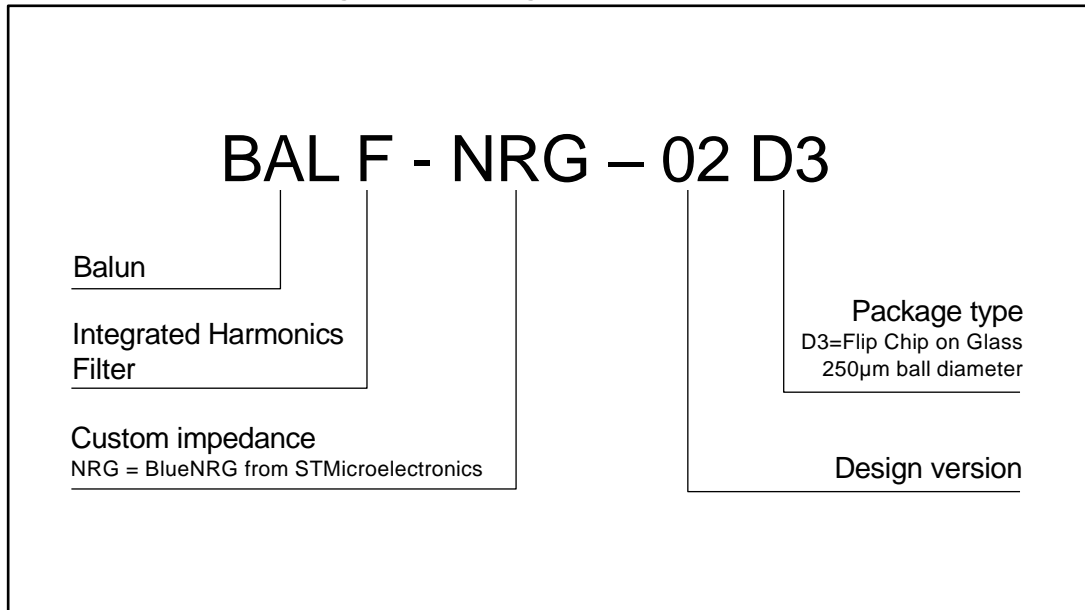 BAL F - NRG – 02 D3
Balun
Integrated Harmonics
Filter
Custom impedance
NRG = BlueNRG from STMicroelectronics
Package type
D3=Flip Chip on Glass
250µm ball diameter
Design version